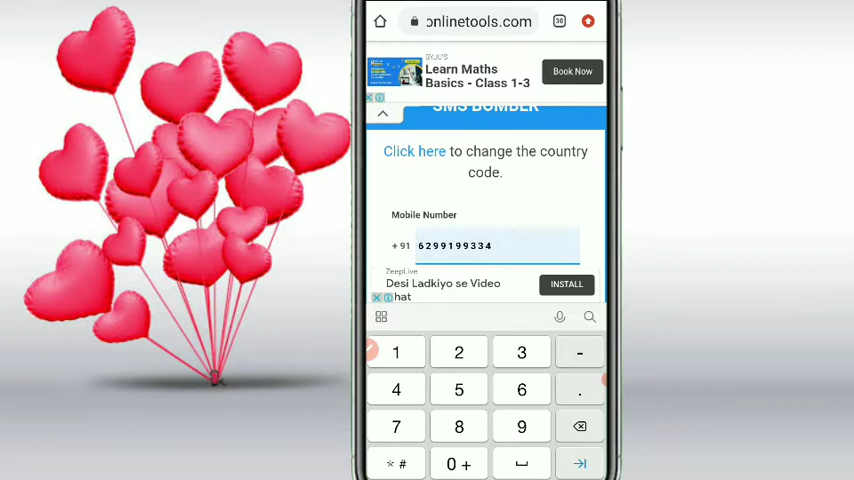 onlinetools.com
30
BYJU'S
Learn Maths
Basics - Class 1-3
Book Now
SMS BOMBER
Click here to change the country
code.
Mobile Number
+ 91 6299199334
ZeepLive
Desi Ladkiyo se Video
hat
INSTALL
1 2 3 -
4 5 6 .
7 8 9
* # 0 +